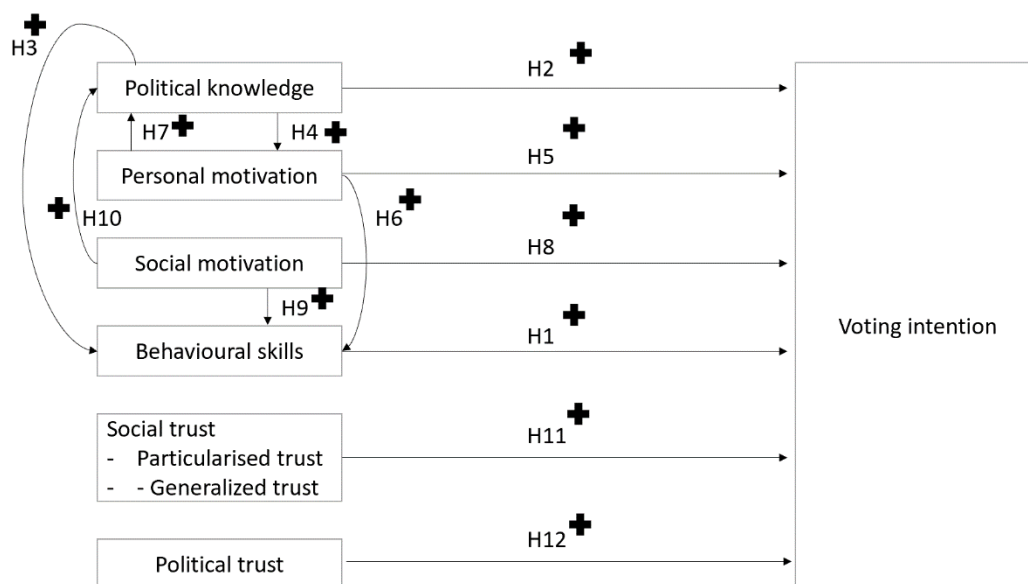 H3
H2
Political knowledge
H7
H4
H5
Personal motivation
H10
H6
H8
Social motivation
H9
H1
Behavioural skills
Voting intention
H11
Social trust
- Particularised trust
- - Generalized trust
H12
Political trust